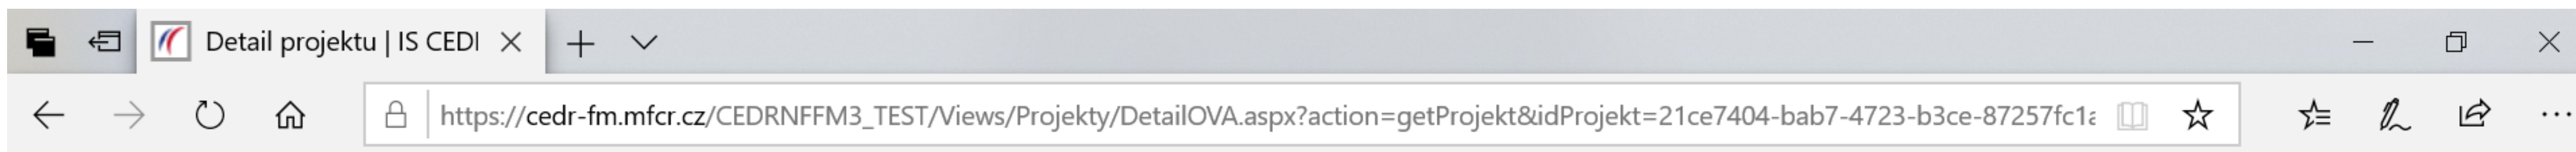 Detail projektu | IS CEDI
https://cedr-fm.mfcr.cz/CEDRNFFM3_TEST/Views/Projekty/DetailOVA.aspx?action=getProjekt&idProjekt=21ce7404-bab7-4723-b3ce-87257fc1a